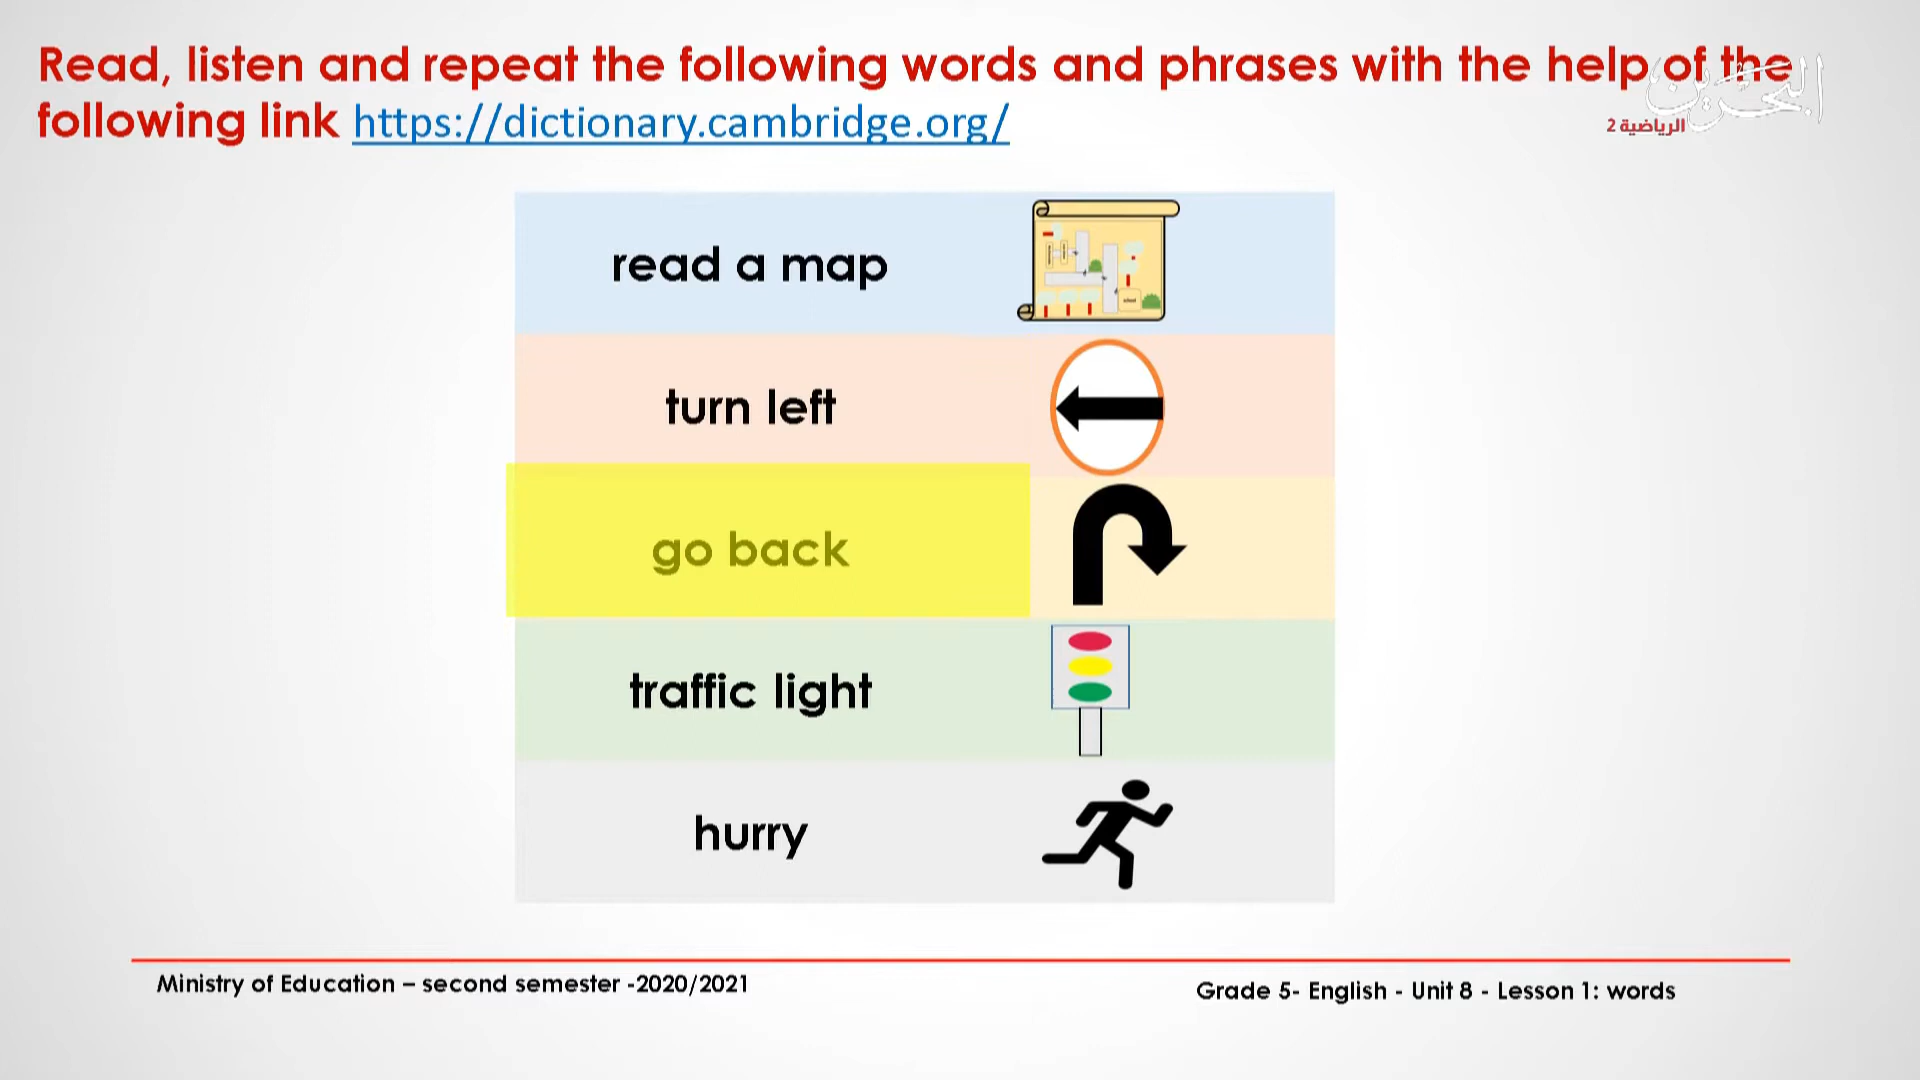 Read, listen and repeat the following words and phrases with the help of the
following link https://dictionary.cambridge.org/
البحرين
الرياضية 2
read a map
turn left
go back
traffic light
hurry
Ministry of Education – second semester -2020/2021
Grade 5- English - Unit 8 - Lesson 1: words